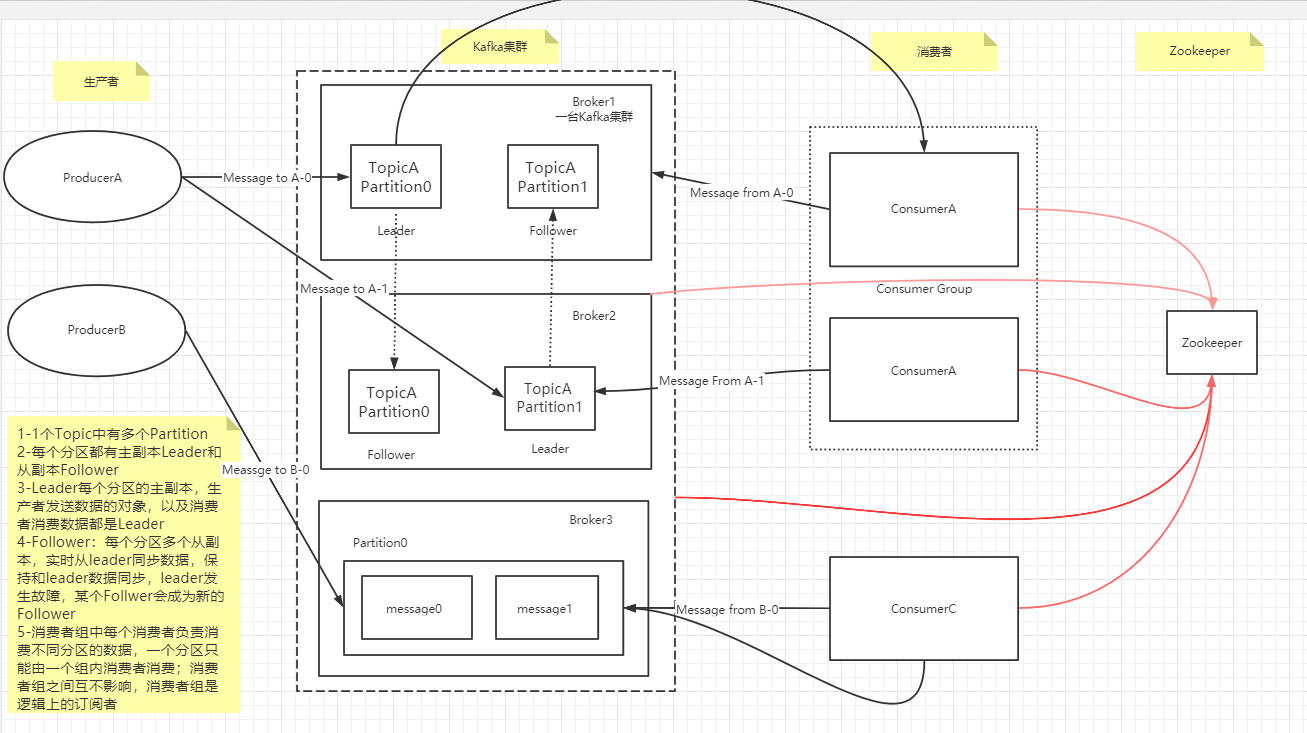 生产者
Kafka集群
消费者
Zookeeper
ProducerA
ProducerB
Message to A-0
Message to A-1
Meassge to B-0
Broker1
一台Kafka集群
TopicA
Partition0
Leader
TopicA
Partition1
Follower
Broker2
TopicA
Partition0
Follower
TopicA
Partition1
Leader
Broker3
Partition0
message0
message1
Message from A-0
Message From A-1
Message from B-0
ConsumerA
Consumer Group
ConsumerA
ConsumerC
Zookeeper
1-1个Topic中有多个Partition
2-每个分区都有主副本Leader和
从副本Follower
3-Leader每个分区的主副本，生
产者发送数据的对象，以及消费
者消费数据都是Leader
4-Follower：每个分区多个从副
本，实时从leader同步数据，保
持和leader数据同步，leader发
生故障，某个Follwer会成为新的
Follower
5-消费者组中每个消费者负责消
费不同分区的数据，一个分区只
能由一个组内消费者消费；消费
者组之间互不影响，消费者组是
逻辑上的订阅者